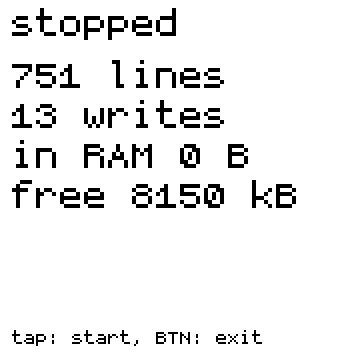 stopped
751 lines
13 writes
in RAM 0 B
free 8150 kB
tap: start, BTN: exit